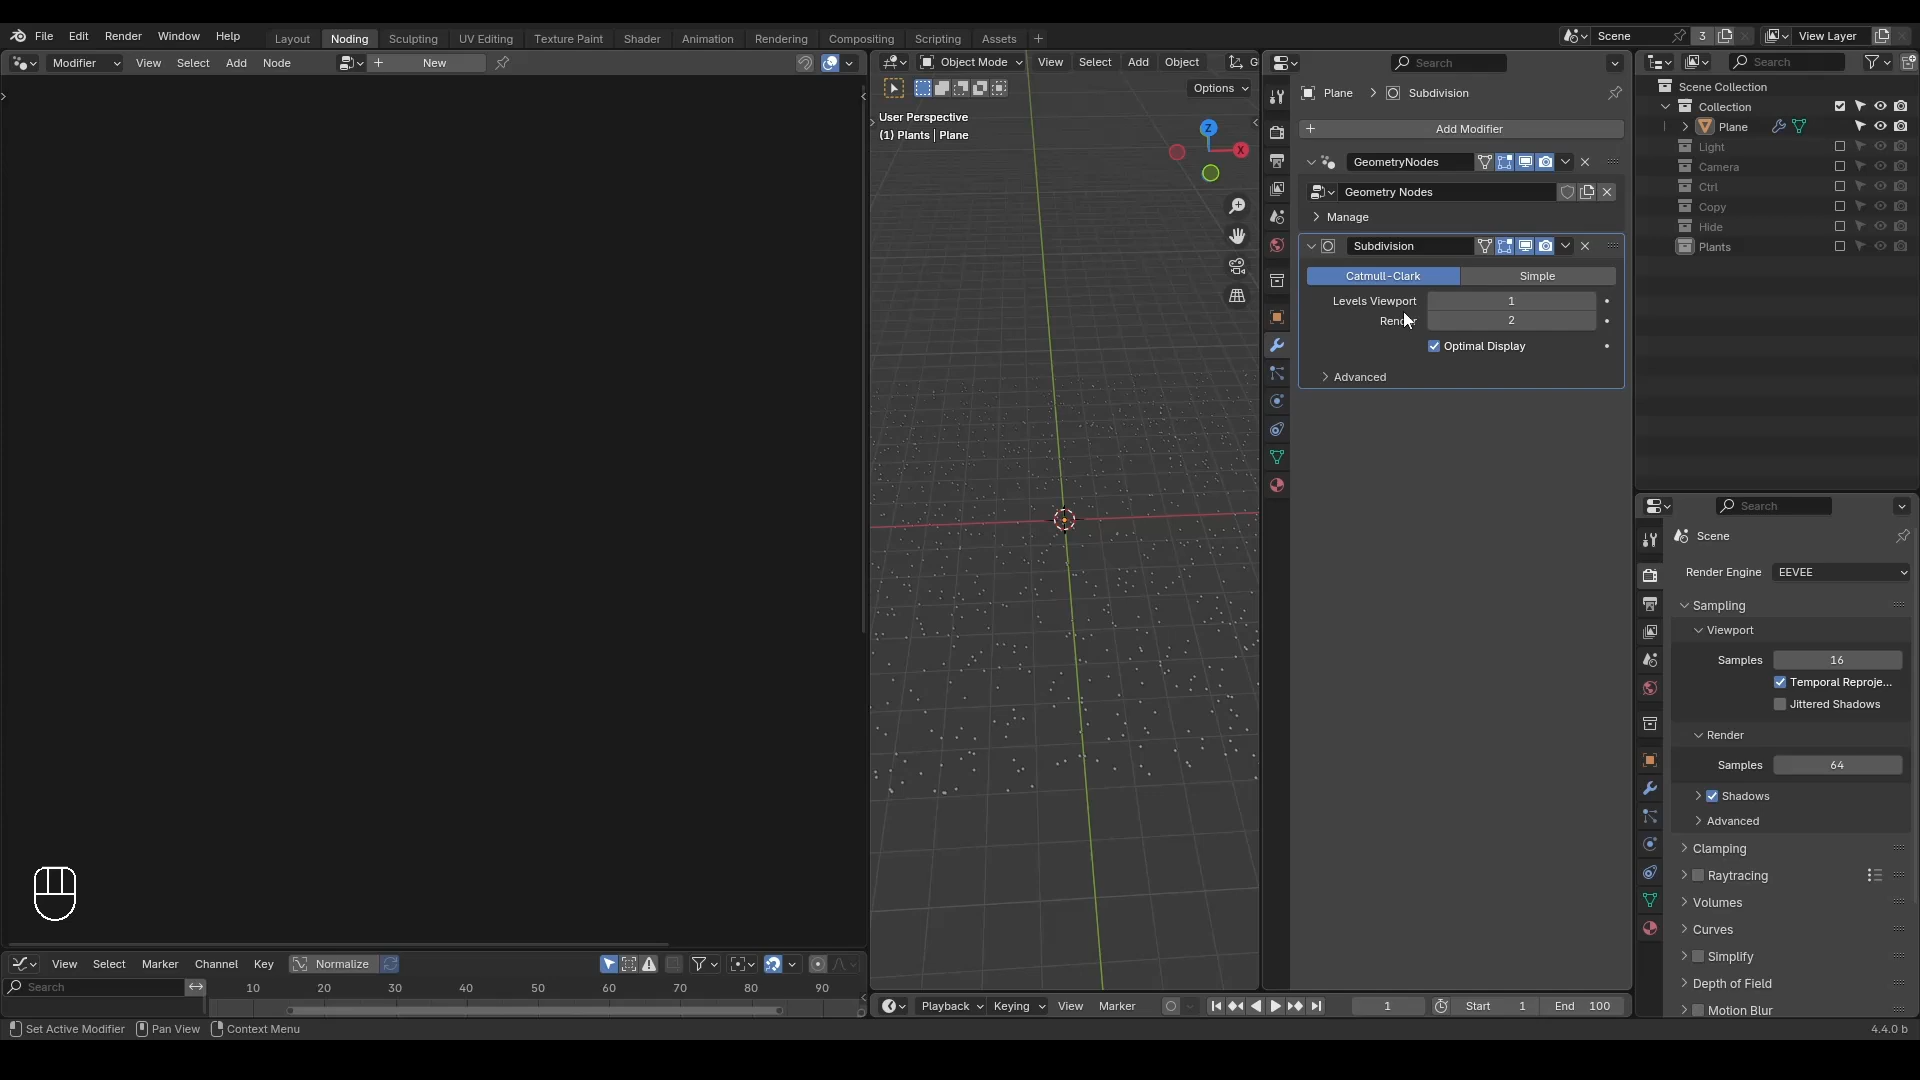 File Edit Render Window Help Layout Noding Sculpting UV Editing Texture Paint Shader Animation Rendering Compositing Scripting Assets + Scene 3 View Layer
Modifier View Select Add Node + New
Object Mode View Select Add Object G
Options
User Perspective
(1) Plants | Plane
Z
X
Search
Plane > Subdivision
+ Add Modifier
GeometryNodes
Geometry Nodes
Manage
Subdivision
Catmull-Clark Simple
Levels Viewport 1
Render 2
Optimal Display
Advanced
Search
Scene Collection
Collection
Plane
Light
Camera
Ctrl
Copy
Hide
Plants
Search
Scene
Render Engine EEVEE
Sampling
Viewport
Samples 16
Temporal Reproje...
Jittered Shadows
Render
Samples 64
Shadows
Advanced
Clamping
Raytracing
Volumes
Curves
Simplify
Depth of Field
Motion Blur
View Select Marker Channel Key Normalize
Search 10 20 30 40 50 60 70 80 90
Playback Keying View Marker 1 Start 1 End 100
Set Active Modifier Pan View Context Menu 4.4.0 b